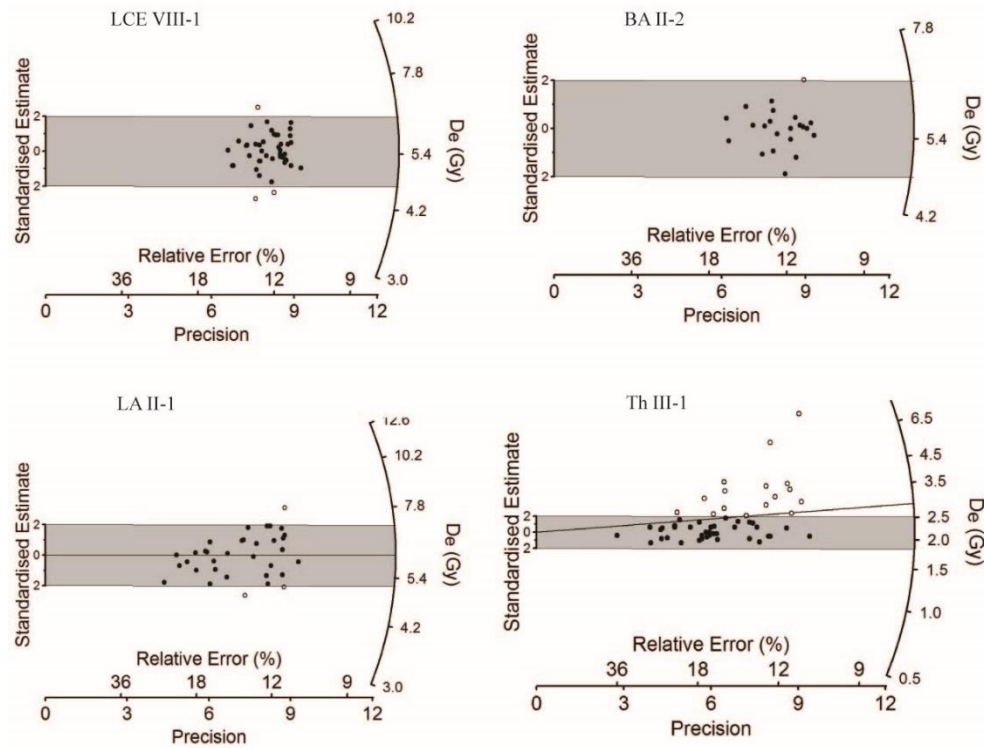 LCE VIII-1
10.2
7.8
5.4
4.2
3.0
De (Gy)
Standardised Estimate
2
0
2
Relative Error (%)
36 18 12 9
0 3 6 9 12
Precision
BA II-2
7.8
5.4
4.2
De (Gy)
Standardised Estimate
2
0
2
Relative Error (%)
36 18 12 9
0 3 6 9 12
Precision
LA II-1
12.6
10.2
7.8
5.4
4.2
3.0
De (Gy)
Standardised Estimate
2
0
2
Relative Error (%)
36 18 12 9
0 3 6 9 12
Precision
Th III-1
6.5
4.5
3.5
2.5
2.0
1.5
1.0
0.5
De (Gy)
Standardised Estimate
2
0
2
Relative Error (%)
36 18 12 9
0 3 6 9 12
Precision